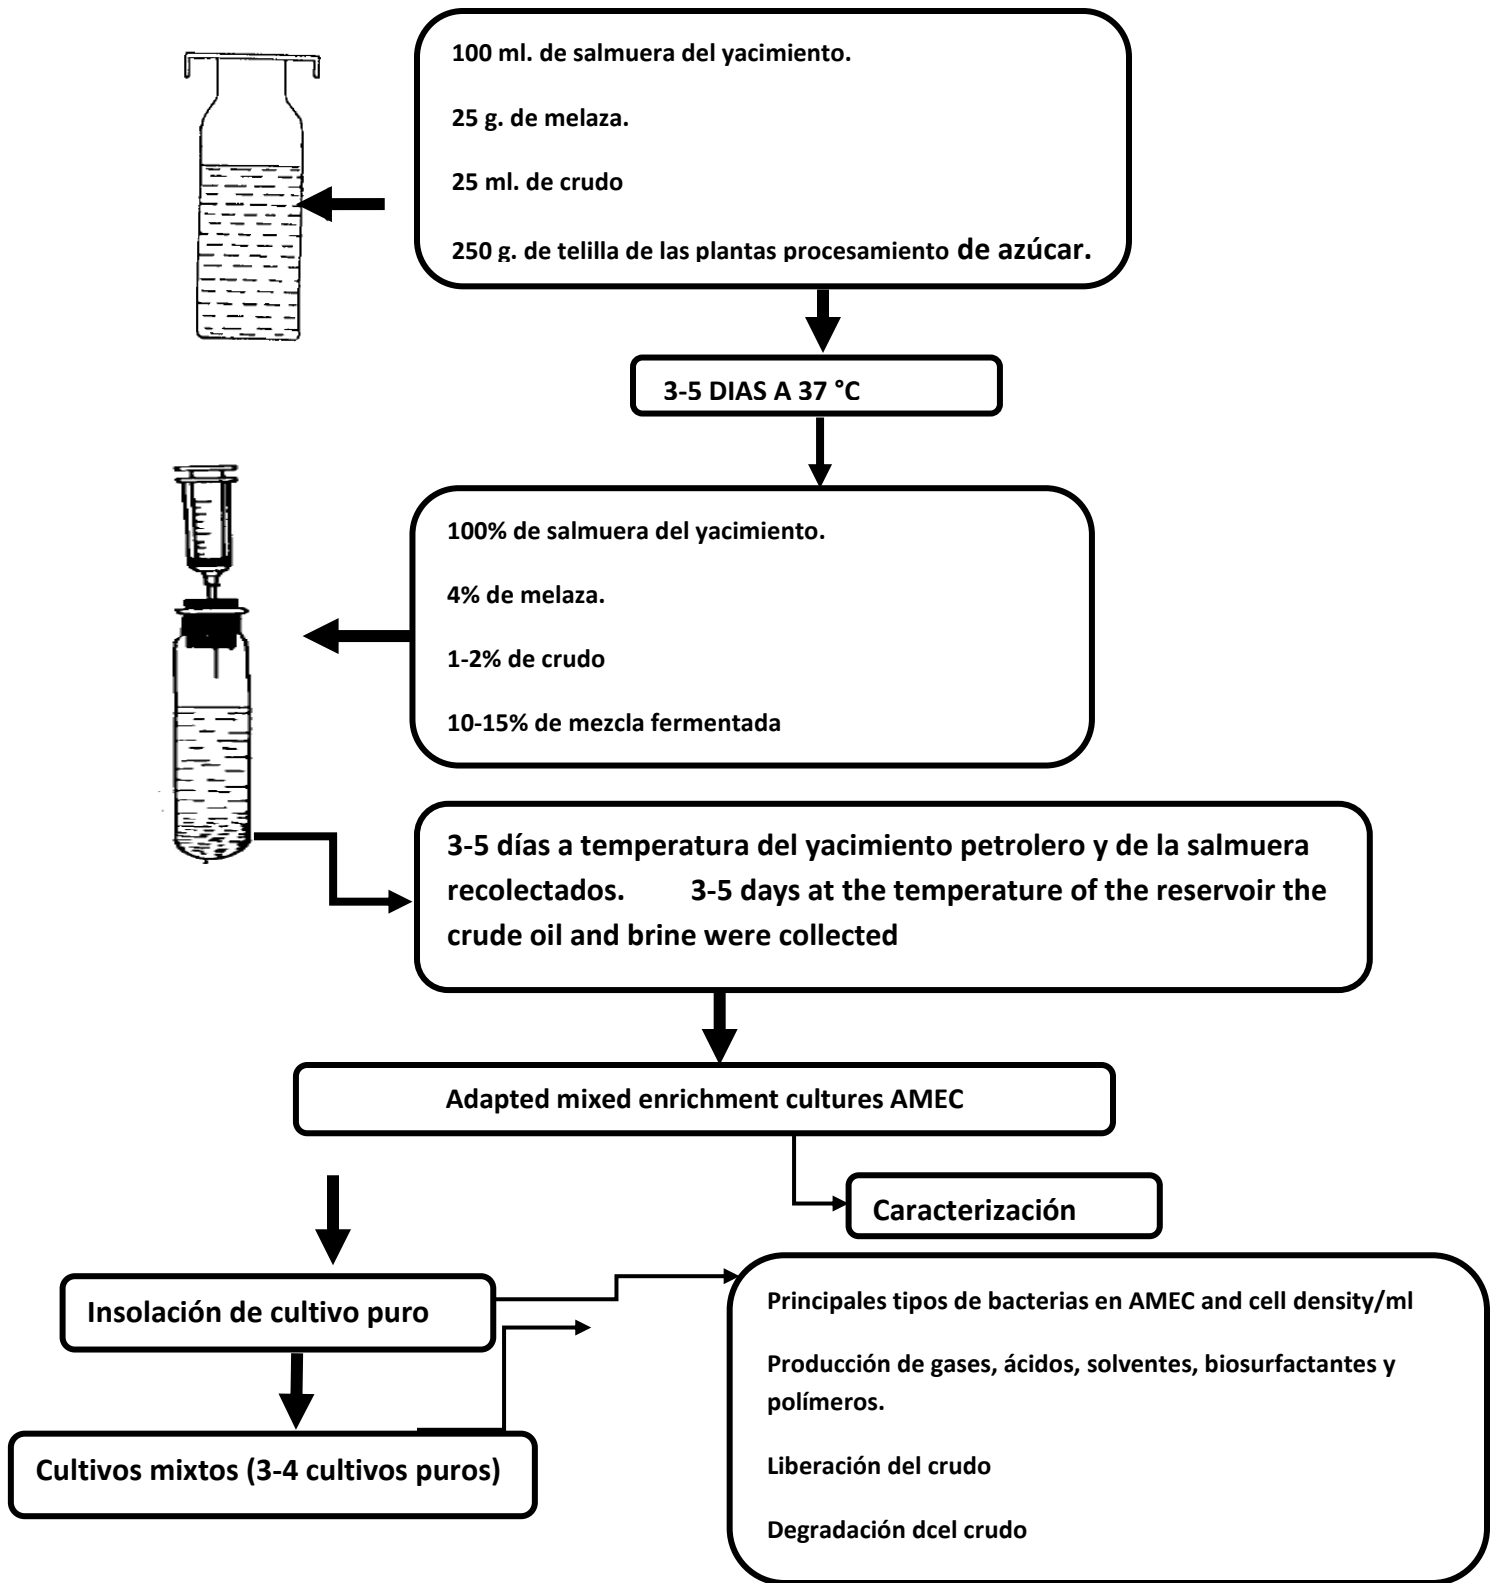 100 ml. de salmuera del yacimiento.
25 g. de melaza.
25 ml. de crudo
250 g. de telilla de las plantas procesamiento de azúcar.
3-5 DIAS A 37 °C
100% de salmuera del yacimiento.
4% de melaza.
1-2% de crudo
10-15% de mezcla fermentada
3-5 días a temperatura del yacimiento petrolero y de la salmuera
recolectados. 3-5 days at the temperature of the reservoir the
crude oil and brine were collected
Adapted mixed enrichment cultures AMEC
Caracterización
Insolación de cultivo puro
Cultivos mixtos (3-4 cultivos puros)
Principales tipos de bacterias en AMEC and cell density/ml
Producción de gases, ácidos, solventes, biosurfactantes y
polímeros.
Liberación del crudo
Degradación dcel crudo